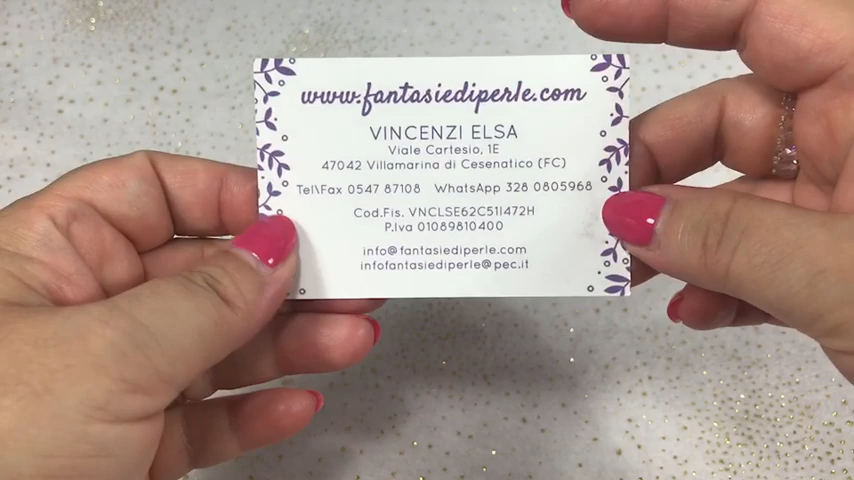 www.fantasiediperle.com
VINCENZI ELSA
Viale Cartesio, 1E
47042 Villamarina di Cesenatico (FC)
Tel\Fax 0547 87108 WhatsApp 328 0805968
Cod.Fis. VNCLSE62C51I472H
P.Iva 01089810400
info@fantasiediperle.com
infofantasiediperle@pec.it